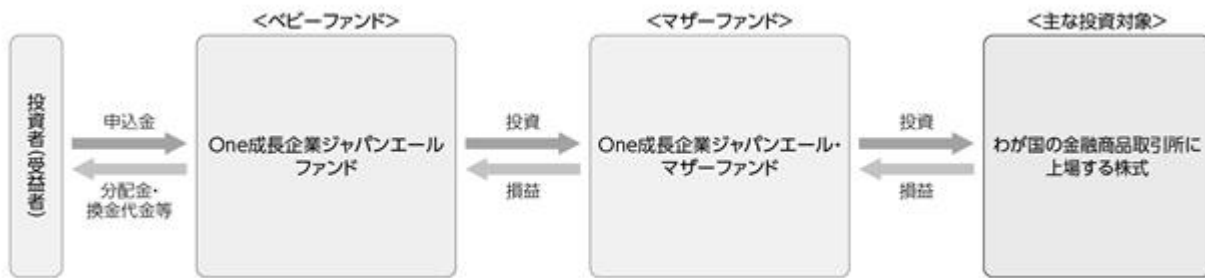 <ベビーファンド>
<マザーファンド>
<主な投資対象>
投資者(受益者)
申込金
分配金・
換金代金等
One成長企業ジャパンエール
ファンド
投資
損益
One成長企業ジャパンエール・
マザーファンド
投資
損益
わが国の金融商品取引所に
上場する株式